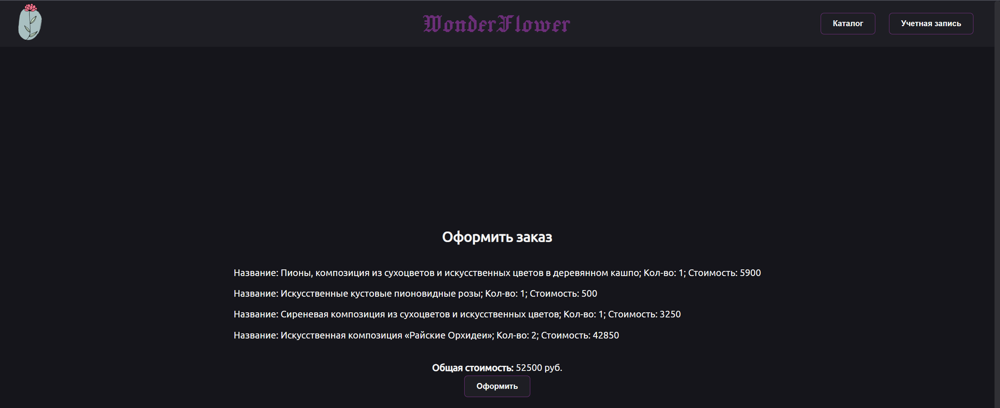 WonderFlower
Каталог
Учетная запись
Оформить заказ
Название: Пионы, композиция из сухоцветов и искусственных цветов в деревянном кашпо; Кол-во: 1; Стоимость: 5900
Название: Искусственные кустовые пионовидные розы; Кол-во: 1; Стоимость: 500
Название: Сиреневая композиция из сухоцветов и искусственных цветов; Кол-во: 1; Стоимость: 3250
Название: Искусственная композиция «Райские Орхидеи»; Кол-во: 2; Стоимость: 42850
Общая стоимость: 52500 руб.
Оформить